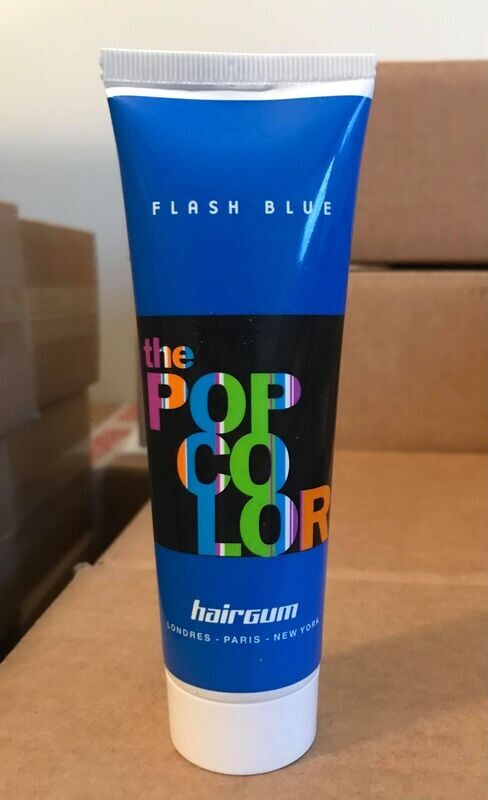 FLASH BLUE
the
POP
CO
LOR
hairgum
LONDRES - PARIS - NEW YORK